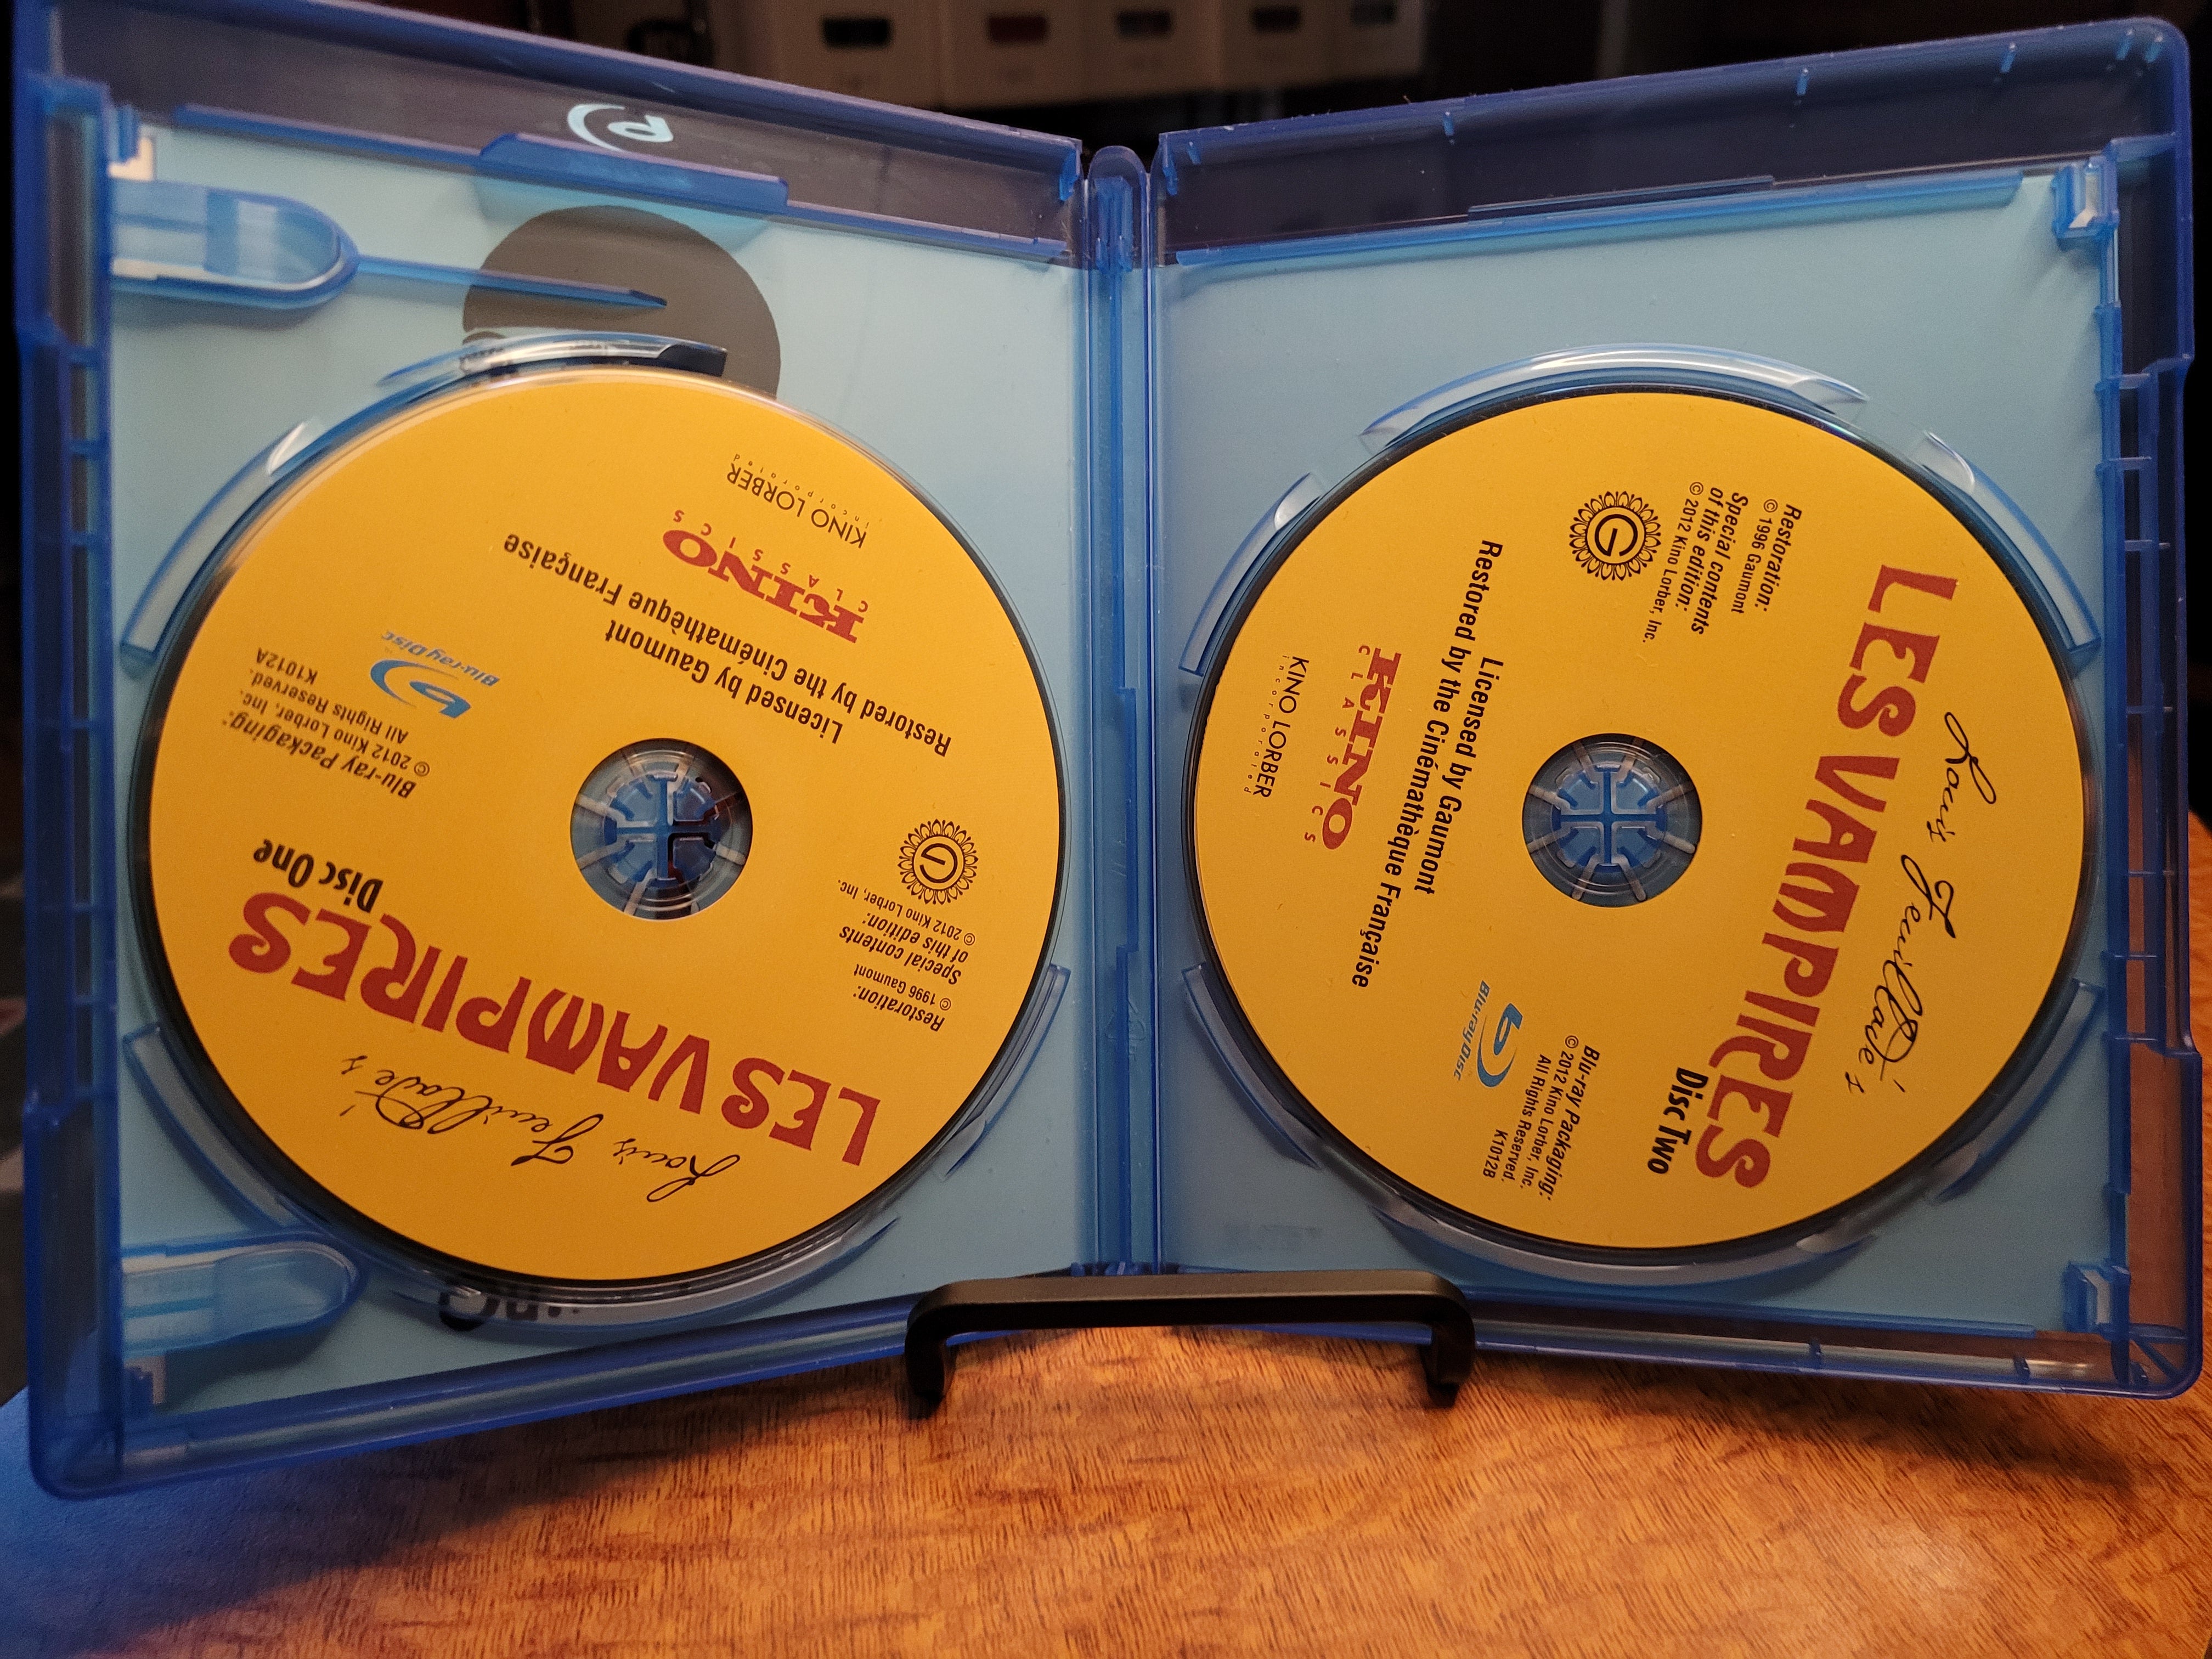 Louis Feuillade's
LES VAMPIRES
Disc One
Restoration:
© 1996 Gaumont
Special contents
of this edition:
© 2012 Kino Lorber, Inc.
Blu-ray Packaging:
© 2012 Kino Lorber, Inc.
All Rights Reserved.
K1012A
Blu-ray Disc
Licensed by Gaumont
Restored by the Cinémathèque Française
KINO
CLASSICS
KINO LORBER
incorporated
Louis Feuillade's
LES VAMPIRES
Disc Two
Restoration:
© 1996 Gaumont
Special contents
of this edition:
© 2012 Kino Lorber, Inc.
Blu-ray Packaging:
© 2012 Kino Lorber, Inc.
All Rights Reserved.
K1012B
Blu-ray Disc
Licensed by Gaumont
Restored by the Cinémathèque Française
KINO
CLASSICS
KINO LORBER
incorporated